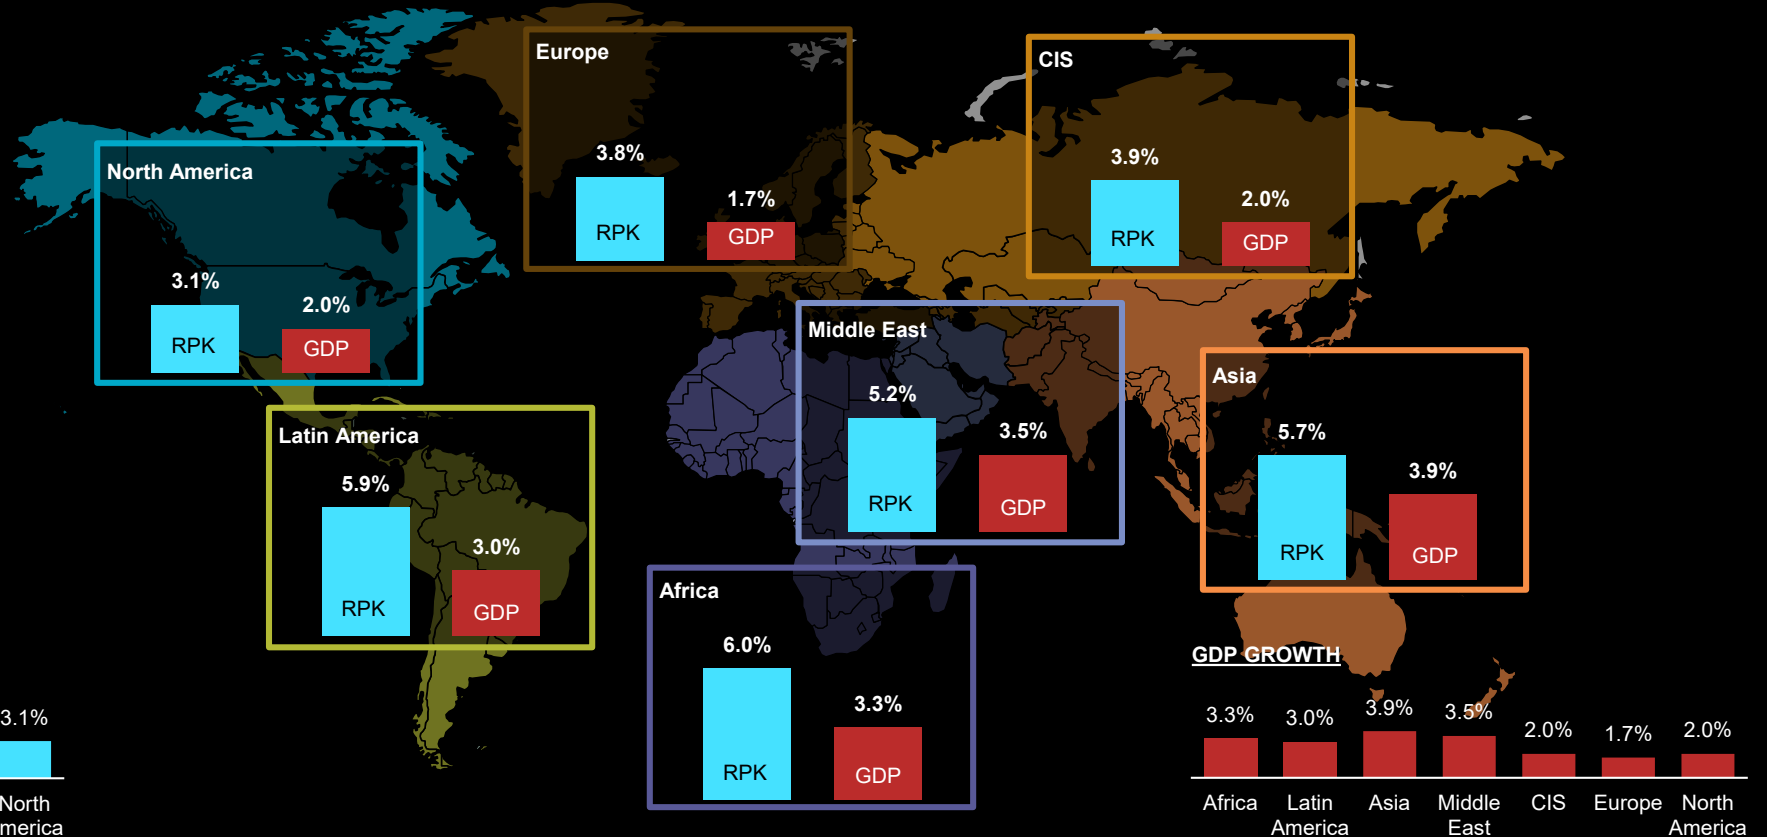 Europe
3.8%
1.7%
RPK
GDP
CIS
3.9%
2.0%
RPK
GDP
North America
3.1%
2.0%
RPK
GDP
Middle East
5.2%
3.5%
RPK
GDP
Asia
5.7%
3.9%
RPK
GDP
Latin America
5.9%
3.0%
RPK
GDP
Africa
6.0%
3.3%
RPK
GDP
3.1%
North
merica
GDP GROWTH
3.3%
3.0%
3.9%
3.5%
2.0%
1.7%
2.0%
Africa
Latin
America
Asia
Middle
East
CIS
Europe
North
America